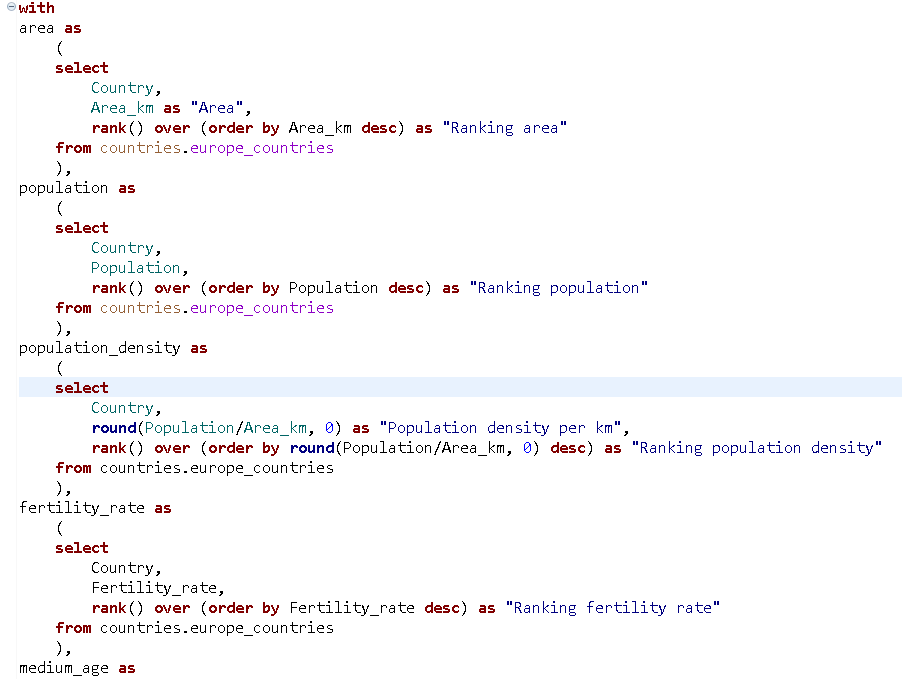 with
area as
(
select
Country,
Area_km as "Area",
rank() over (order by Area_km desc) as "Ranking area"
from countries.europe_countries
),
population as
(
select
Country,
Population,
rank() over (order by Population desc) as "Ranking population"
from countries.europe_countries
),
population_density as
(
select
Country,
round(Population/Area_km, 0) as "Population density per km",
rank() over (order by round(Population/Area_km, 0) desc) as "Ranking population density"
from countries.europe_countries
),
fertility_rate as
(
select
Country,
Fertility_rate,
rank() over (order by Fertility_rate desc) as "Ranking fertility rate"
from countries.europe_countries
),
medium_age as